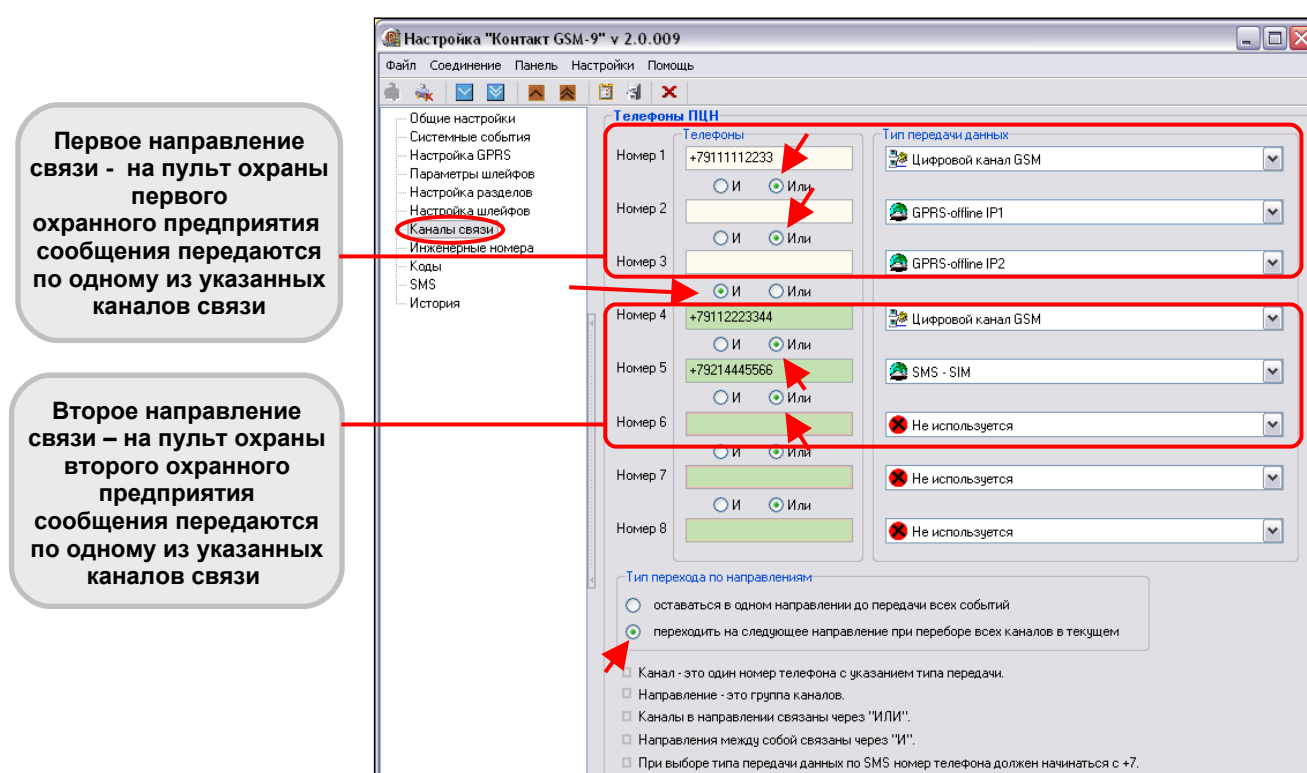 Настройка "Контакт GSM-9" v 2.0.009
Файл Соединение Панель Настройки Помощь
Общие настройки
Системные события
Настройка GPRS
Параметры шлейфов
Настройка разделов
Настройка шлейфов
Каналы связи
Инженерные номера
Коды
SMS
История
Первое направление
связи - на пульт охраны
первого
охранного предприятия
сообщения передаются
по одному из указанных
каналов связи
Второе направление
связи – на пульт охраны
второго охранного
предприятия
сообщения передаются
по одному из указанных
каналов связи
Телефоны ПЦН
Телефоны Тип передачи данных
Номер 1 +79111112233 Цифровой канал GSM
И Или
Номер 2 GPRS-offline IP1
И Или
Номер 3 GPRS-offline IP2
И Или
Номер 4 +79112223344 Цифровой канал GSM
И Или
Номер 5 +79214445566 SMS - SIM
И Или
Номер 6 Не используется
И Или
Номер 7 Не используется
И Или
Номер 8 Не используется
Тип перехода по направлениям
оставаться в одном направлении до передачи всех событий
переходить на следующее направление при переборе всех каналов в текущем
Канал - это один номер телефона с указанием типа передачи.
Направление - это группа каналов.
Каналы в направлении связаны через "ИЛИ".
Направления между собой связаны через "И".
При выборе типа передачи данных по SMS номер телефона должен начинаться с +7.